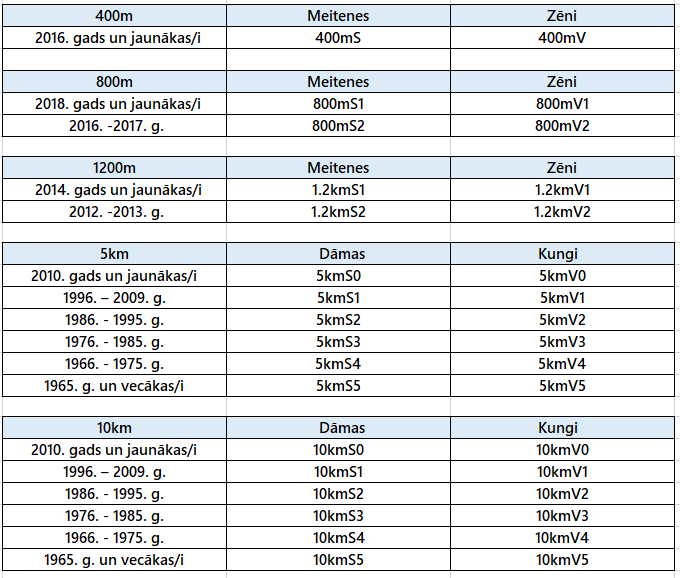 400m Meitenes Zēni
2016. gads un jaunākas/i 400mS 400mV
800m Meitenes Zēni
2018. gads un jaunākas/i 800mS1 800mV1
2016. -2017. g. 800mS2 800mV2
1200m Meitenes Zēni
2014. gads un jaunākas/i 1.2kmS1 1.2kmV1
2012. -2013. g. 1.2kmS2 1.2kmV2
5km Dāmas Kungi
2010. gads un jaunākas/i 5kmS0 5kmV0
1996. – 2009. g. 5kmS1 5kmV1
1986. - 1995. g. 5kmS2 5kmV2
1976. - 1985. g. 5kmS3 5kmV3
1966. - 1975. g. 5kmS4 5kmV4
1965. g. un vecākas/i 5kmS5 5kmV5
10km Dāmas Kungi
2010. gads un jaunākas/i 10kmS0 10kmV0
1996. – 2009. g. 10kmS1 10kmV1
1986. - 1995. g. 10kmS2 10kmV2
1976. - 1985. g. 10kmS3 10kmV3
1966. - 1975. g. 10kmS4 10kmV4
1965. g. un vecākas/i 10kmS5 10kmV5